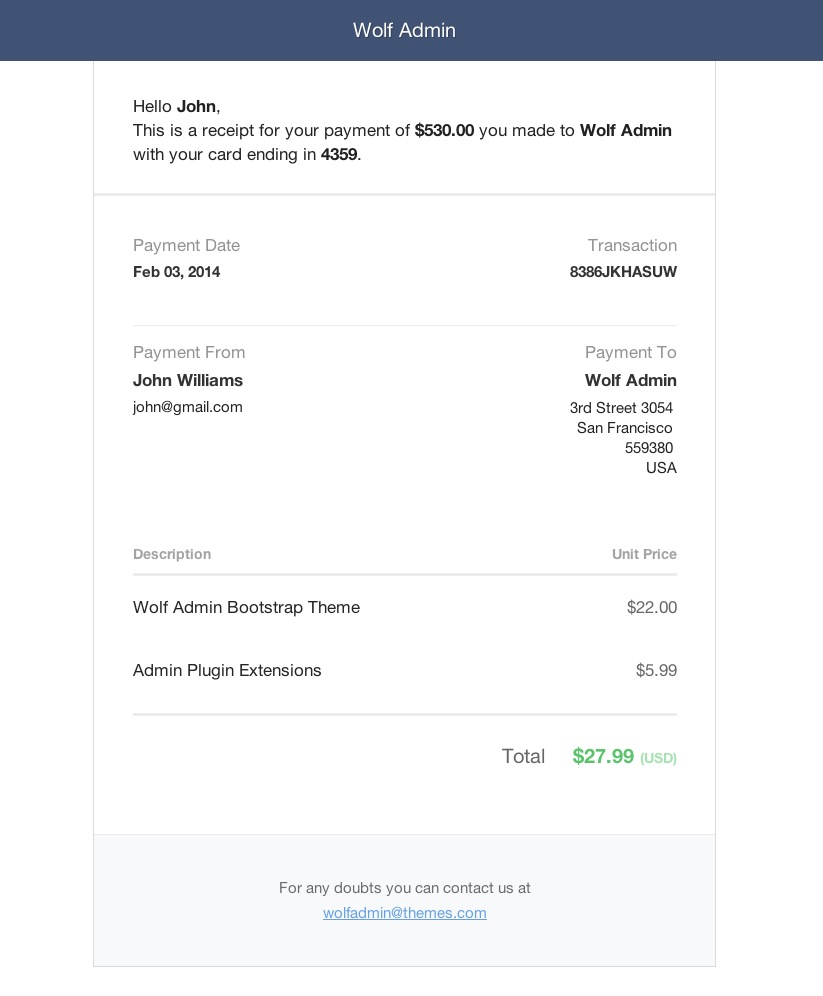 Wolf Admin
Hello John,
This is a receipt for your payment of $530.00 you made to Wolf Admin
with your card ending in 4359.
Payment Date Transaction
Feb 03, 2014 8386JKHASUW
Payment From Payment To
John Williams Wolf Admin
john@gmail.com 3rd Street 3054
San Francisco
559380
USA
Description Unit Price
Wolf Admin Bootstrap Theme $22.00
Admin Plugin Extensions $5.99
Total $27.99 (USD)
For any doubts you can contact us at
wolfadmin@themes.com